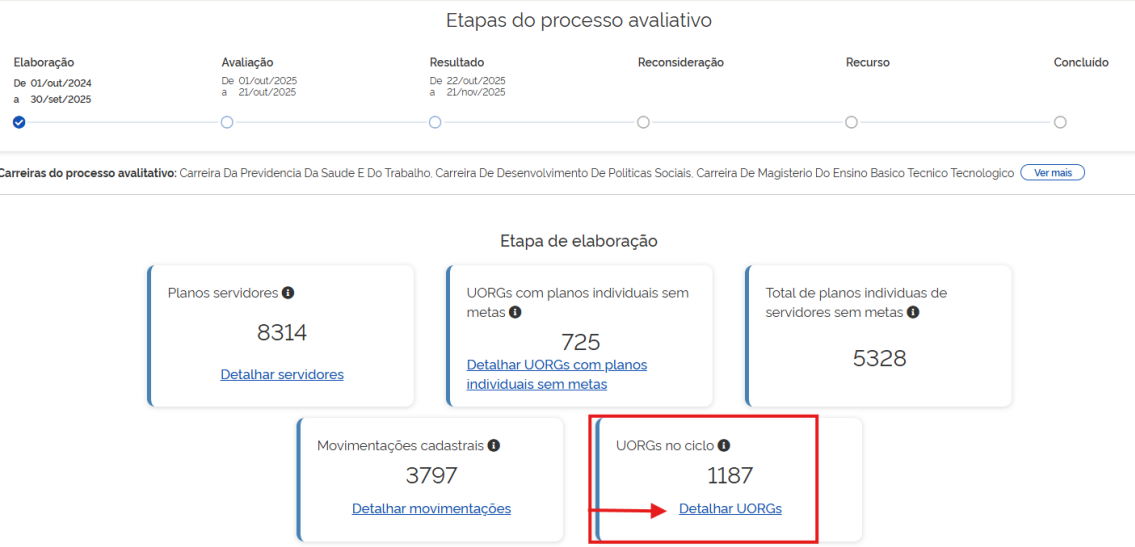 Etapas do processo avaliativo
Elaboração
De 01/out/2024
a 30/set/2025
Avaliação
De 01/out/2025
a 21/out/2025
Resultado
De 22/out/2025
a 21/nov/2025
Reconsideração
Recurso
Concluído
Carreiras do processo avalitativo: Carreira Da Previdencia Da Saude E Do Trabalho, Carreira De Desenvolvimento De Politicas Sociais, Carreira De Magisterio Do Ensino Basico Tecnico Tecnologico Ver mais
Etapa de elaboração
Planos servidores
8314
Detalhar servidores
UORGs com planos individuais sem
metas
725
Detalhar UORGs com planos
individuais sem metas
Total de planos individuas de
servidores sem metas
5328
Movimentações cadastrais
3797
Detalhar movimentações
UORGs no ciclo
1187
Detalhar UORGs